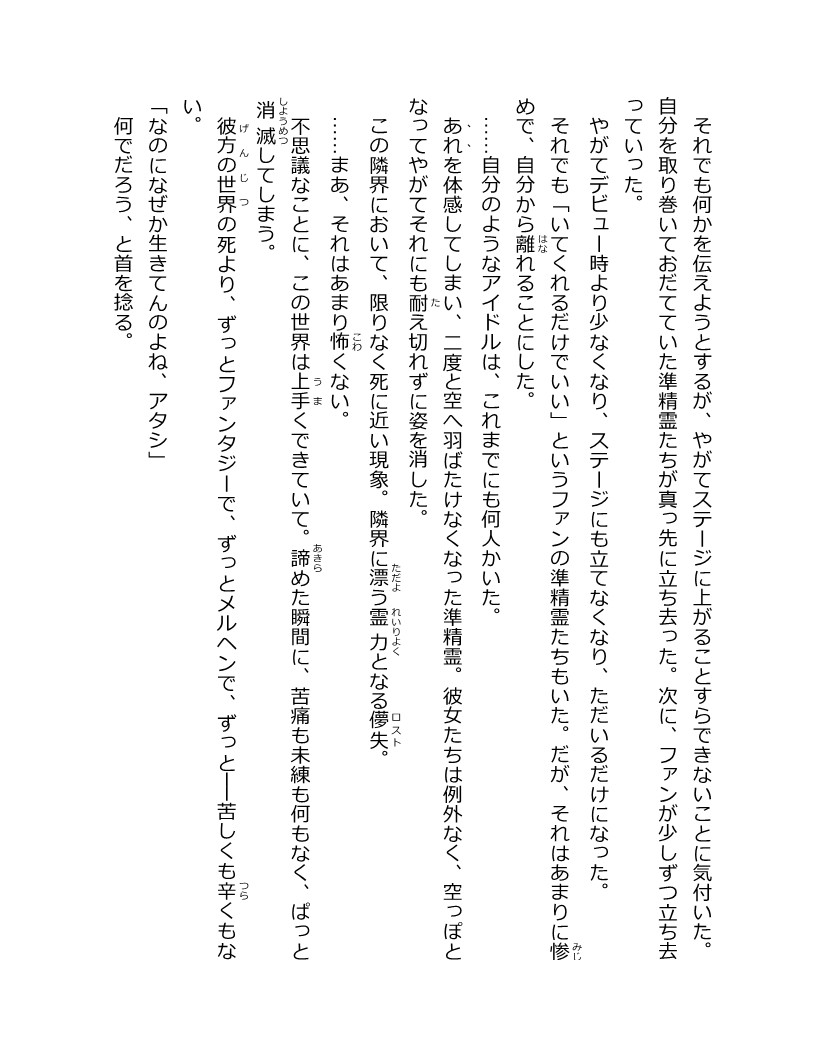 それでも何かを伝えようとするが、やがてステージに上がることすらできないことに気付いた。
自分を取り巻いておだてていた準精霊たちが真っ先に立ち去った。次に、ファンが少しずつ立ち去
っていった。
やがてデビュー時より少なくなり、ステージにも立てなくなり、ただいるだけになった。
それでも「いてくれるだけでいい」というファンの準精霊たちもいた。だが、それはあまりに惨
めで、自分から離れることにした。
……自分のようなアイドルは、これまでにも何人かいた。
あれを体感してしまい、二度と空へ羽ばたけなくなった準精霊。彼女たちは例外なく、空っぽと
なってやがてそれにも耐え切れずに姿を消した。
この隣界において、限りなく死に近い現象。隣界に漂う霊力となる儚失。
……まあ、それはあまり怖くない。
不思議なことに、この世界は上手くできていて。諦めた瞬間に、苦痛も未練も何もなく、ぱっと
消滅してしまう。
彼方の世界の死より、ずっとファンタジーで、ずっとメルヘンで、ずっと――苦しくも辛くもな
い。
「なのになぜか生きてんのよね、アタシ」
何でだろう、と首を捻る。